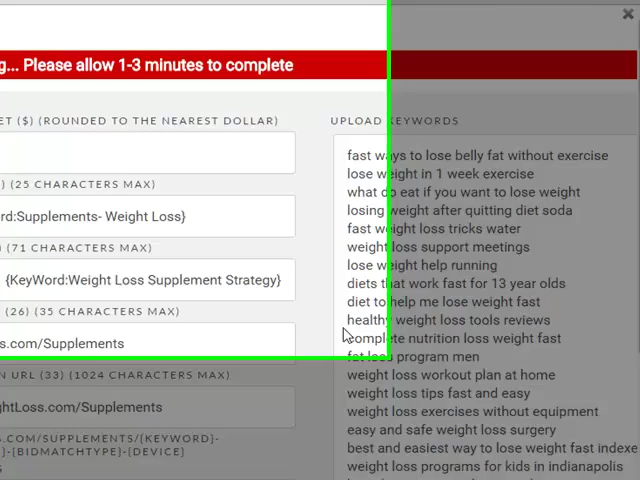 g... Please allow 1-3 minutes to complete
ET ($) (ROUNDED TO THE NEAREST DOLLAR)
) (25 CHARACTERS MAX)
rd:Supplements- Weight Loss}
) (71 CHARACTERS MAX)
{KeyWord:Weight Loss Supplement Strategy}
(26) (35 CHARACTERS MAX)
s.com/Supplements
N URL (33) (1024 CHARACTERS MAX)
ghtLoss.com/Supplements
S.COM/SUPPLEMENTS/{KEYWORD}-
}-{BIDMATCHTYPE}-{DEVICE}
S
UPLOAD KEYWORDS
fast ways to lose belly fat without exercise
lose weight in 1 week exercise
what do eat if you want to lose weight
losing weight after quitting diet soda
fast weight loss tricks water
weight loss support meetings
lose weight help running
diets that work fast for 13 year olds
diet to help me lose weight fast
healthy weight loss tools reviews
complete nutrition loss weight fast
fat loss program men
weight loss workout plan at home
weight loss tips fast and easy
weight loss exercises without equipment
easy and safe weight loss surgery
best and easiest way to lose weight fast indexe
weight loss programs for kids in indianapolis